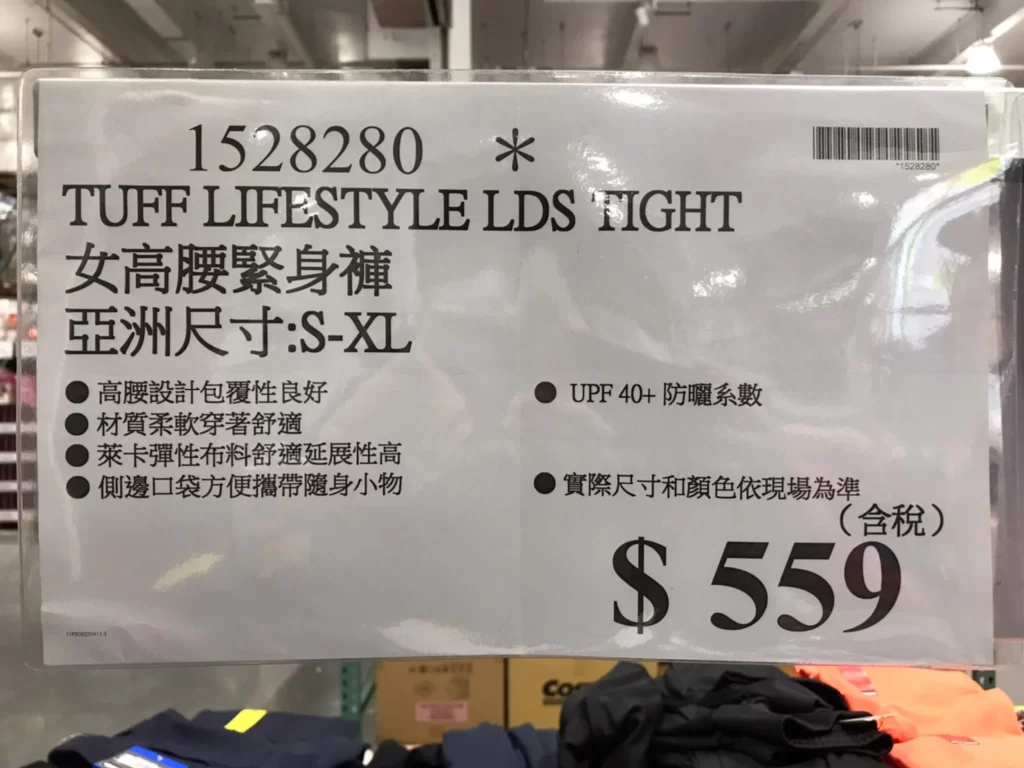 1528280 *
*1528280*
TUFF LIFESTYLE LDS TIGHT
女高腰緊身褲
亞洲尺寸:S-XL
● 高腰設計包覆性良好
● 材質柔軟穿著舒適
● 萊卡彈性布料舒適延展性高
● 側邊口袋方便攜帶隨身小物
● UPF 40+ 防曬系數
● 實際尺寸和顏色依現場為準
(含稅)
$ 559